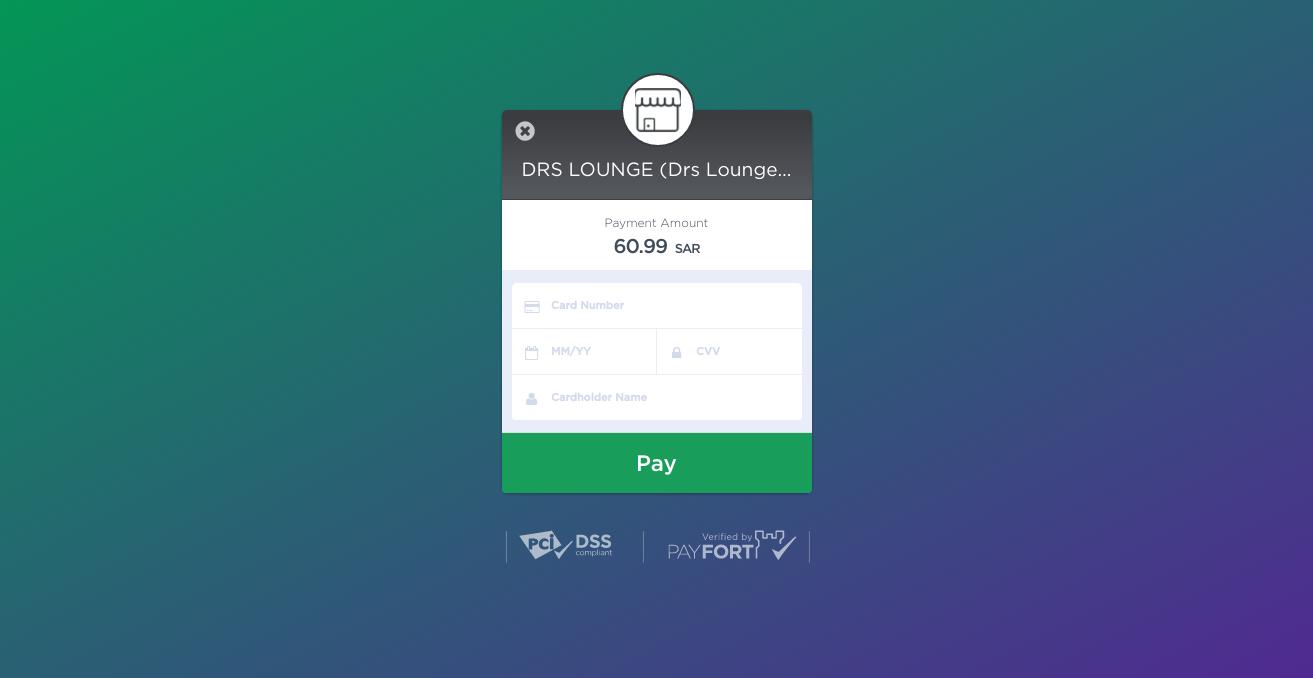 DRS LOUNGE (Drs Lounge...
Payment Amount
60.99 SAR
Card Number
MM/YY
CVV
Cardholder Name
Pay
PCI DSS
compliant
Verified by
PAYFORT